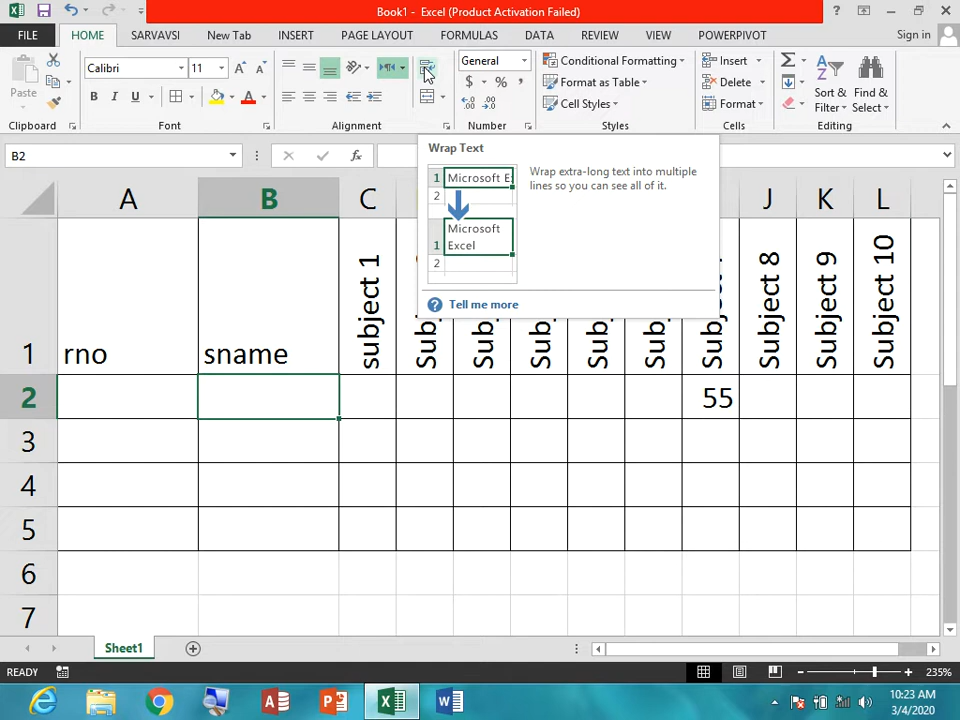 Book1 - Excel (Product Activation Failed)
FILE HOME SARVAVSI New Tab INSERT PAGE LAYOUT FORMULAS DATA REVIEW VIEW POWERPIVOT Sign in
Paste
Calibri 11
B I U A
General
$ % ,
Conditional Formatting
Format as Table
Cell Styles
Insert
Delete
Format
Sort & Filter
Find & Select
Clipboard Font Alignment Number Styles Cells Editing
B2
fx
Wrap Text
1 Microsoft E
2
Microsoft
1 Excel
2
Wrap extra-long text into multiple
lines so you can see all of it.
Tell me more
A B C J K L
1 rno sname subject 1 Subject 8 Subject 9 Subject 10
2 55
3
4
5
6
7
Sheet1
READY 235%
10:23 AM
3/4/2020